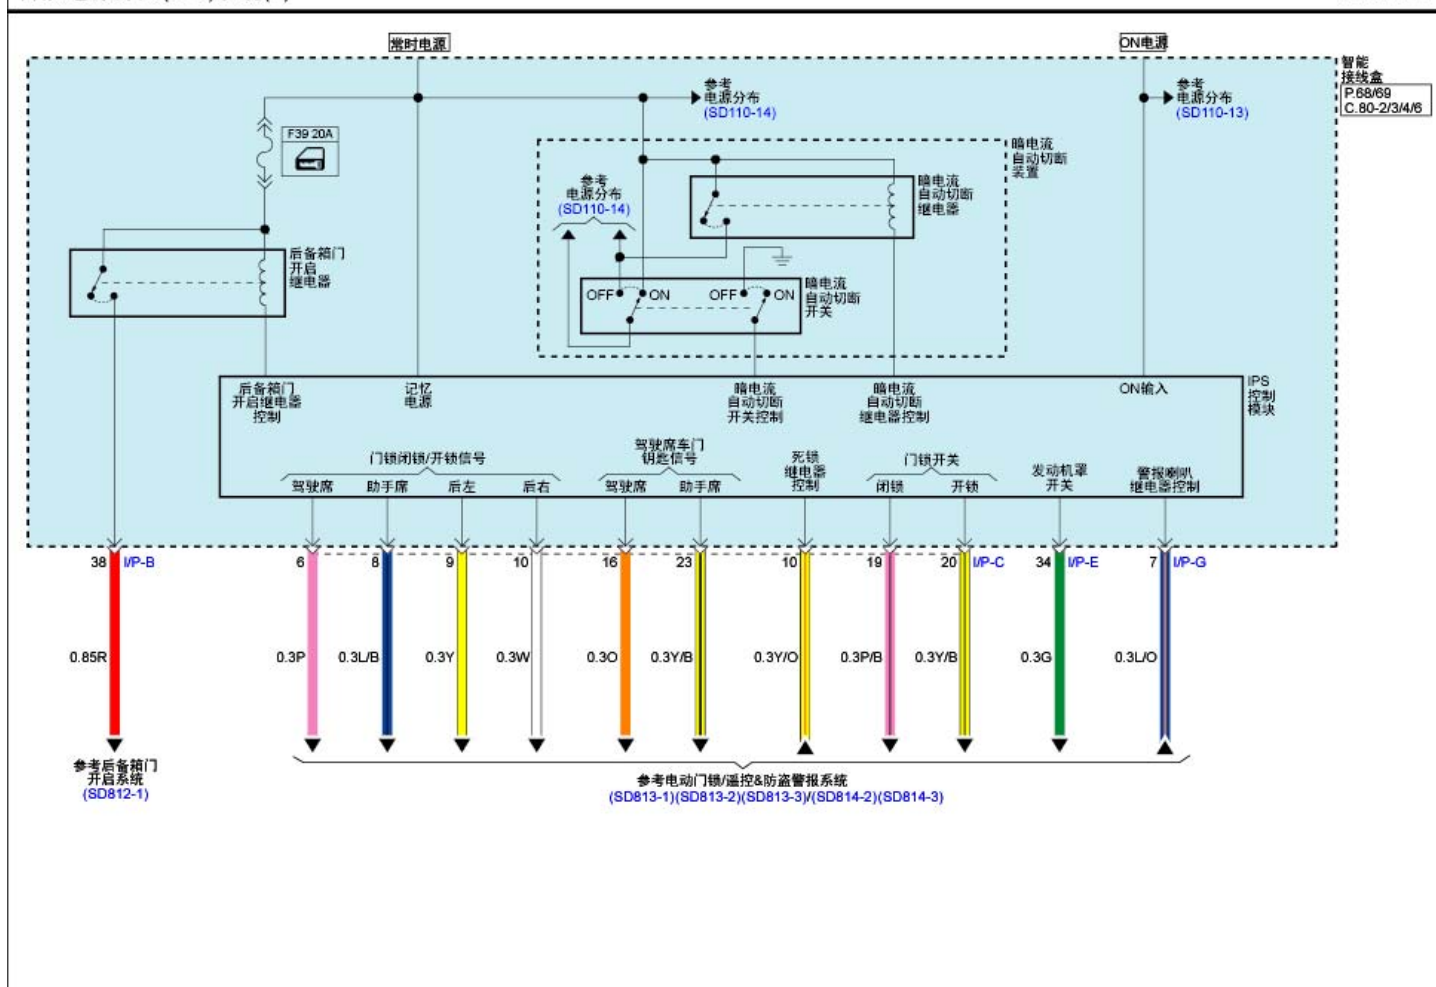 常时电源
ON电源
智能
接线盒
P.68/69
C.80-2/3/4/6
参考
电源分布
(SD110-14)
参考
电源分布
(SD110-13)
F39 20A
暗电流
自动切断
装置
参考
电源分布
(SD110-14)
暗电流
自动切断
继电器
后备箱门
开启
继电器
OFF ON OFF ON
暗电流
自动切断
开关
后备箱门
开启继电器
控制
记忆
电源
暗电流
自动切断
开关控制
暗电流
自动切断
继电器控制
ON输入
IPS
控制
模块
门锁闭锁/开锁信号
驾驶席 助手席 后左 后右
驾驶席车门
钥匙信号
驾驶席 助手席
死锁
继电器
控制
门锁开关
闭锁 开锁
发动机罩
开关
警报喇叭
继电器控制
38 I/P-B 6 8 9 10 16 23 10 19 20 I/P-C 34 I/P-E 7 I/P-G
0.85R 0.3P 0.3L/B 0.3Y 0.3W 0.3O 0.3Y/B 0.3Y/O 0.3P/B 0.3Y/B 0.3G 0.3L/O
参考后备箱门
开启系统
(SD812-1)
参考电动门锁/遥控&防盗警报系统
(SD813-1)(SD813-2)(SD813-3)/(SD814-2)(SD814-3)